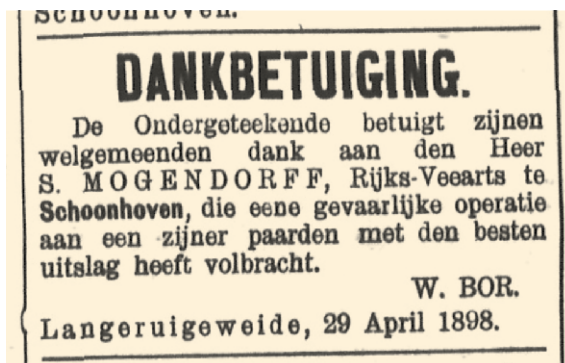 Schoonhoven.
DANKBETUIGING.
De Ondergeteekende betuigt zijnen
welgemeenden dank aan den Heer
S. MOGENDORFF, Rijks-Veearts te
Schoonhoven, die eene gevaarlijke operatie
aan een zijner paarden met den besten
uitslag heeft volbracht.
W. BOR.
Langeruigeweide, 29 April 1898.